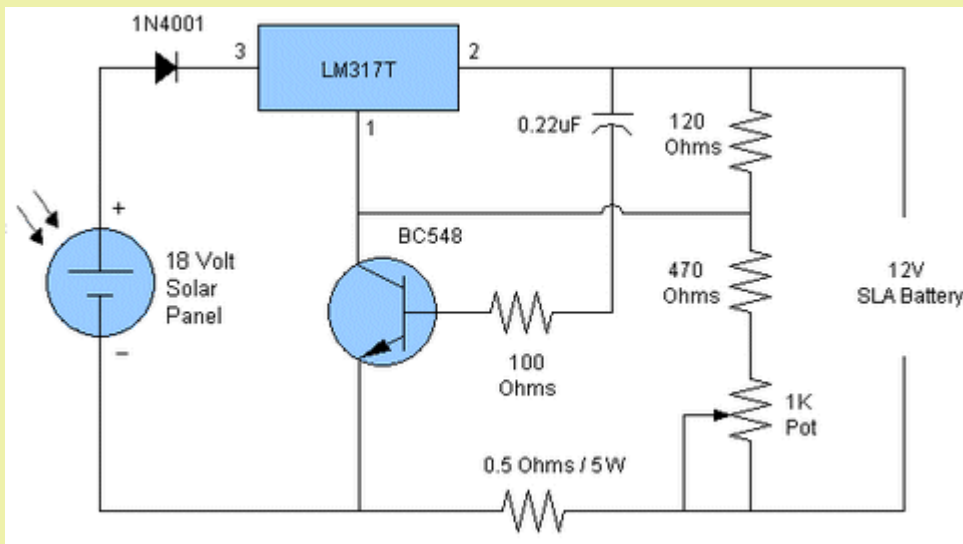 1N4001
3
LM317T
2
1
0.22uF
120
Ohms
+
BC548
18 Volt
Solar
Panel
470
Ohms
12V
SLA Battery
–
100
Ohms
1K
Pot
0.5 Ohms / 5W